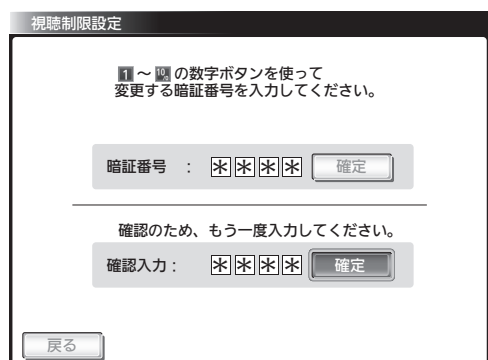 視聴制限設定
1 ～ 10 の数字ボタンを使って
変更する暗証番号を入力してください。
暗証番号 ： ＊＊＊＊ 確定
確認のため、もう一度入力してください。
確認入力： ＊＊＊＊ 確定
戻る